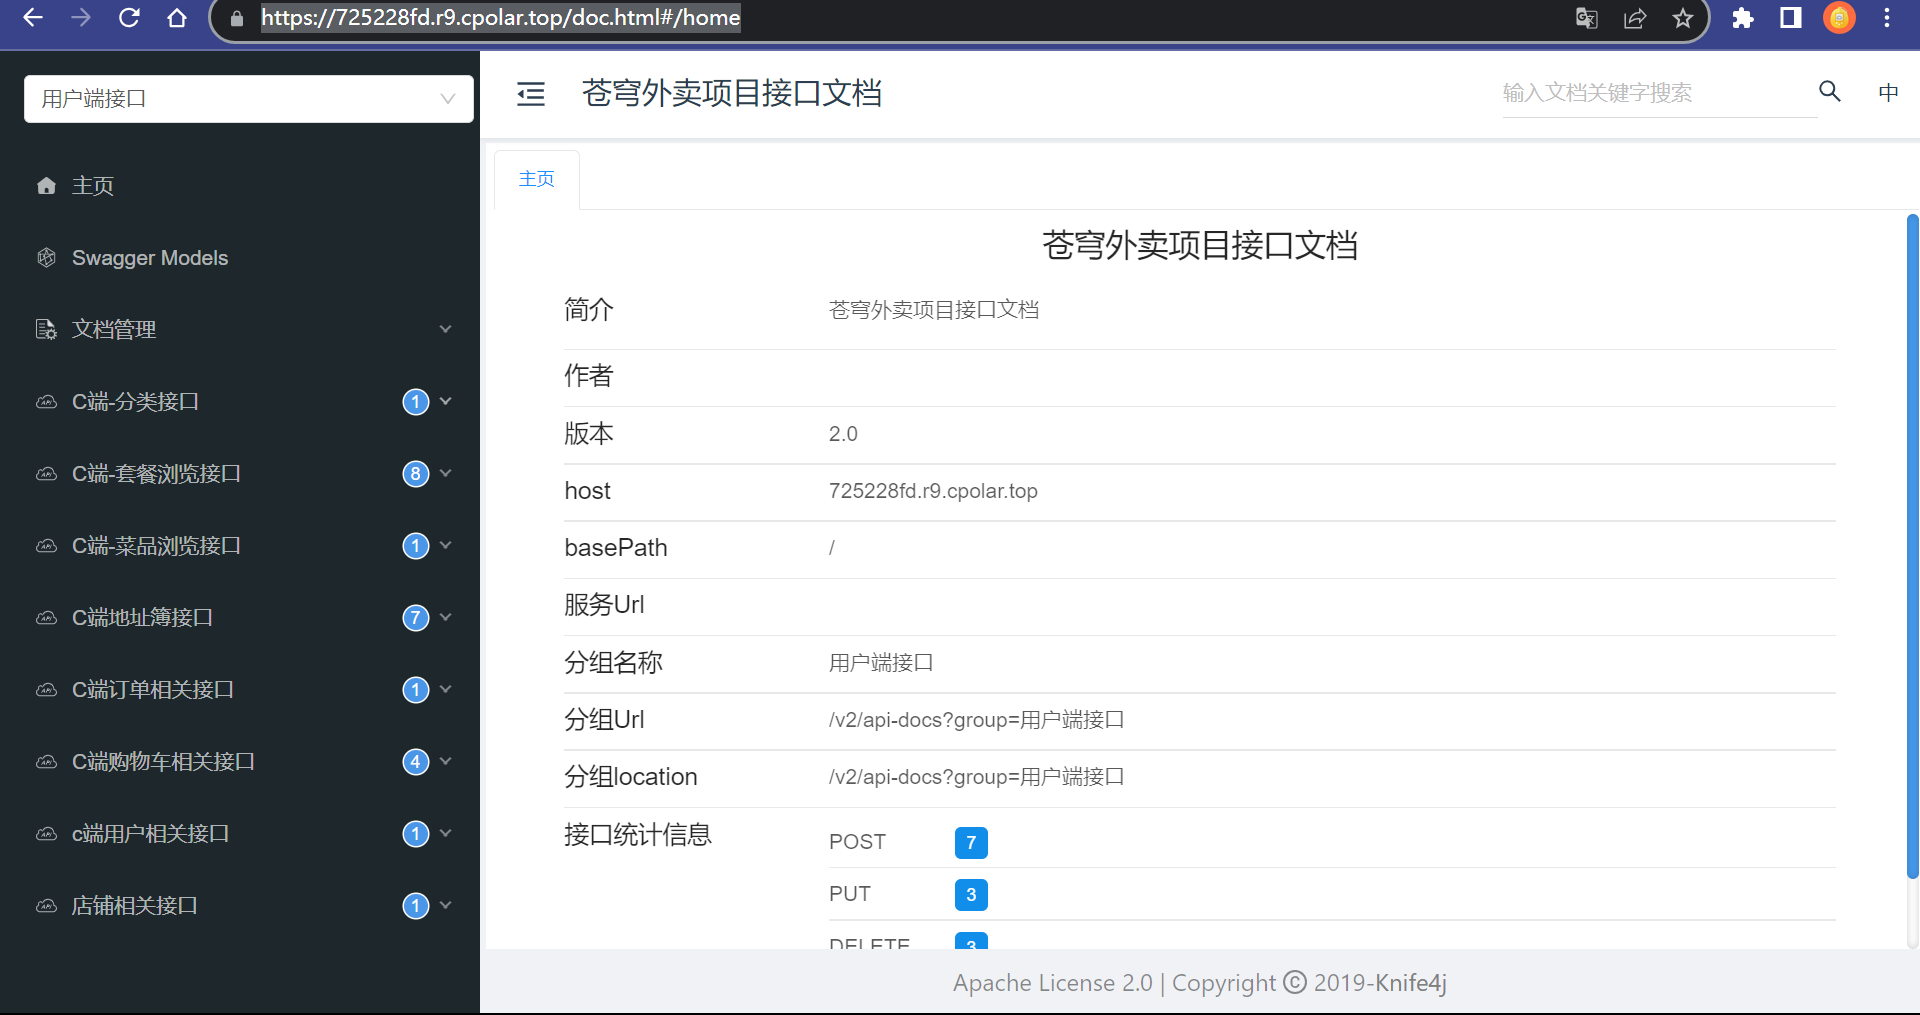 https://725228fd.r9.cpolar.top/doc.html#/home
用户端接口
苍穹外卖项目接口文档
输入文档关键字搜索
中
主页
Swagger Models
文档管理
C端-分类接口 1
C端-套餐浏览接口 8
C端-菜品浏览接口 1
C端地址簿接口 7
C端订单相关接口 1
C端购物车相关接口 4
c端用户相关接口 1
店铺相关接口 1
主页
苍穹外卖项目接口文档
简介 苍穹外卖项目接口文档
作者
版本 2.0
host 725228fd.r9.cpolar.top
basePath /
服务Url
分组名称 用户端接口
分组Url /v2/api-docs?group=用户端接口
分组location /v2/api-docs?group=用户端接口
接口统计信息 POST 7
PUT 3
DELETE 3
Apache License 2.0 | Copyright © 2019-Knife4j